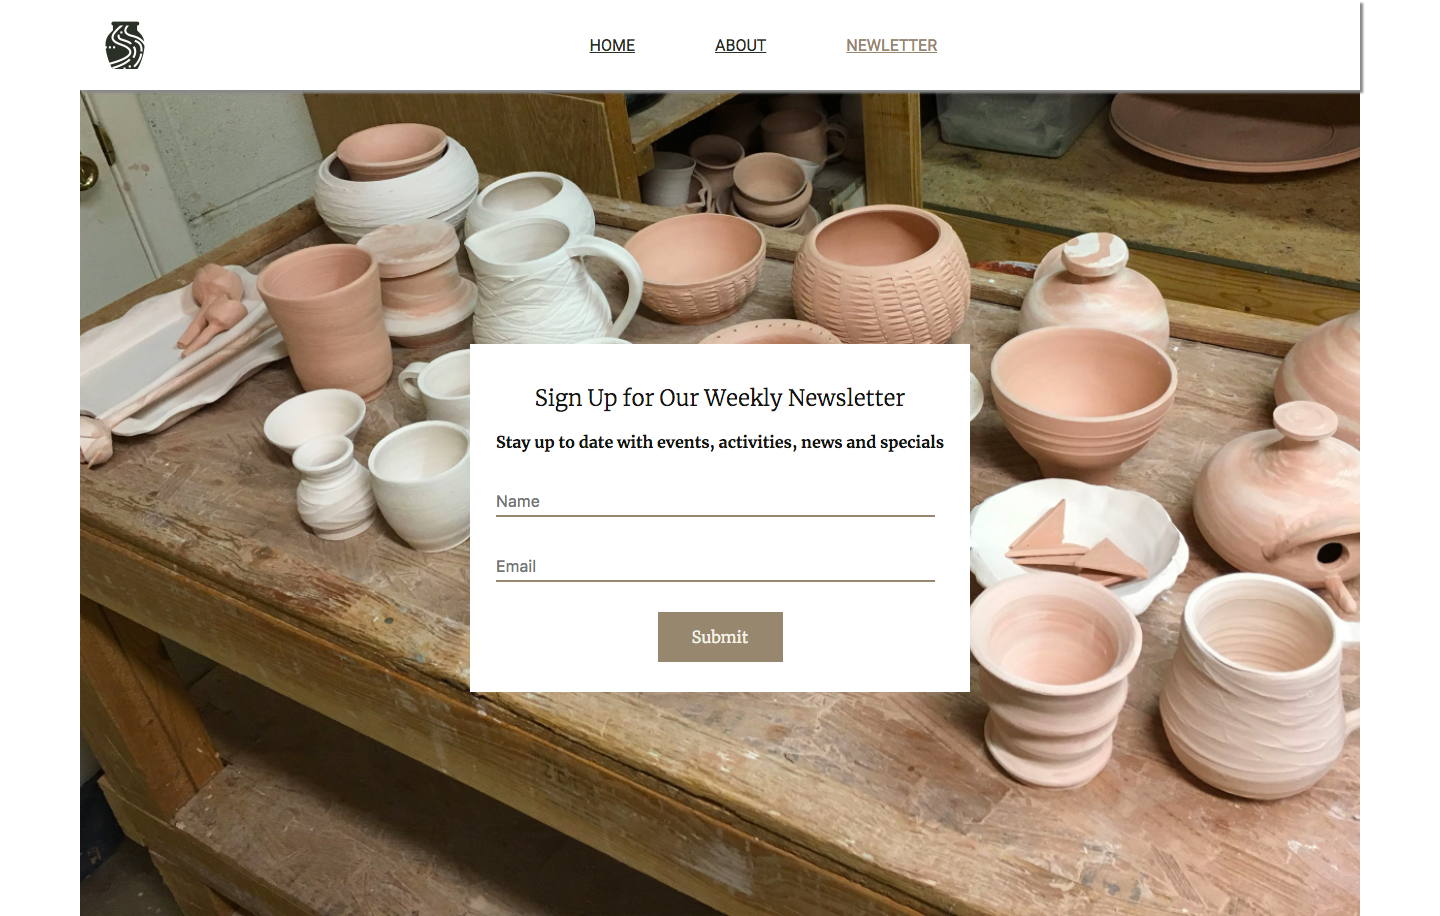 HOME
ABOUT
NEWLETTER
Sign Up for Our Weekly Newsletter
Stay up to date with events, activities, news and specials
Name
Email
Submit